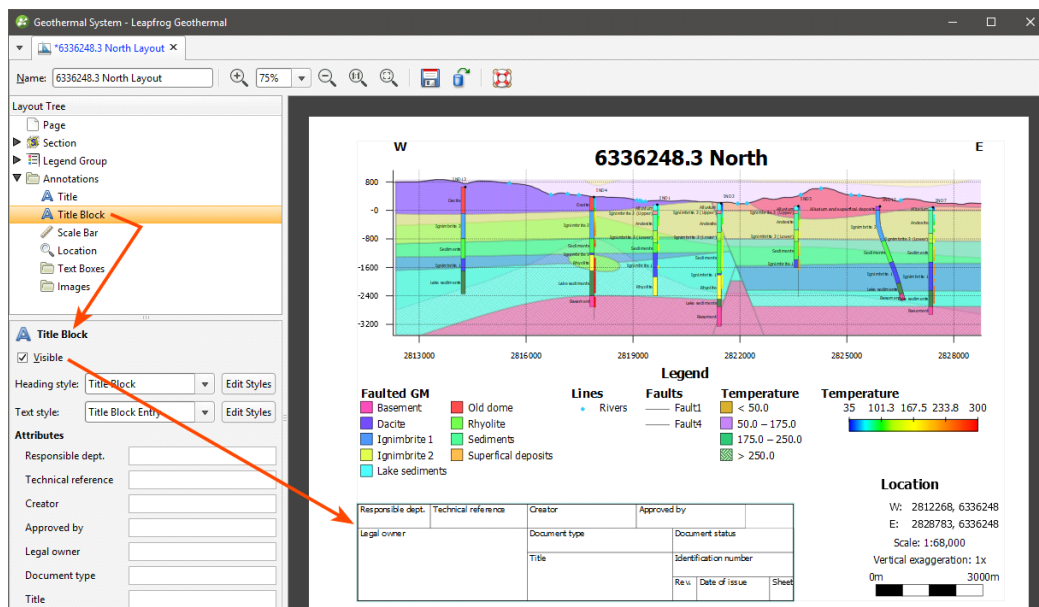 Geothermal System - Leapfrog Geothermal
*6336248.3 North Layout
Name: 6336248.3 North Layout 75%
Layout Tree
Page
Section
Legend Group
Annotations
Title
Title Block
Scale Bar
Location
Text Boxes
Images
Title Block
Visible
Heading style: Title Block Edit Styles
Text style: Title Block Entry Edit Styles
Attributes
Responsible dept.
Technical reference
Creator
Approved by
Legal owner
Document type
Title
W E
6336248.3 North
800
-0
-800
-1600
-2400
-3200
2813000 2816000 2819000 2822000 2825000 2828000
Legend
Faulted GM
Basement
Dacite
Ignimbrite 1
Ignimbrite 2
Lake sediments
Old dome
Rhyolite
Sediments
Superfical deposits
Lines
Rivers
Faults
Fault1
Fault4
Temperature
< 50.0
50.0 – 175.0
175.0 – 250.0
> 250.0
Temperature
35 101.3 167.5 233.8 300
Location
W: 2812268, 6336248
E: 2828783, 6336248
Scale: 1:68,000
Vertical exaggeration: 1x
0m 3000m
Responsible dept. Technical reference Creator Approved by
Legal owner Document type Document status
Title Identification number
Rev. Date of issue Sheet